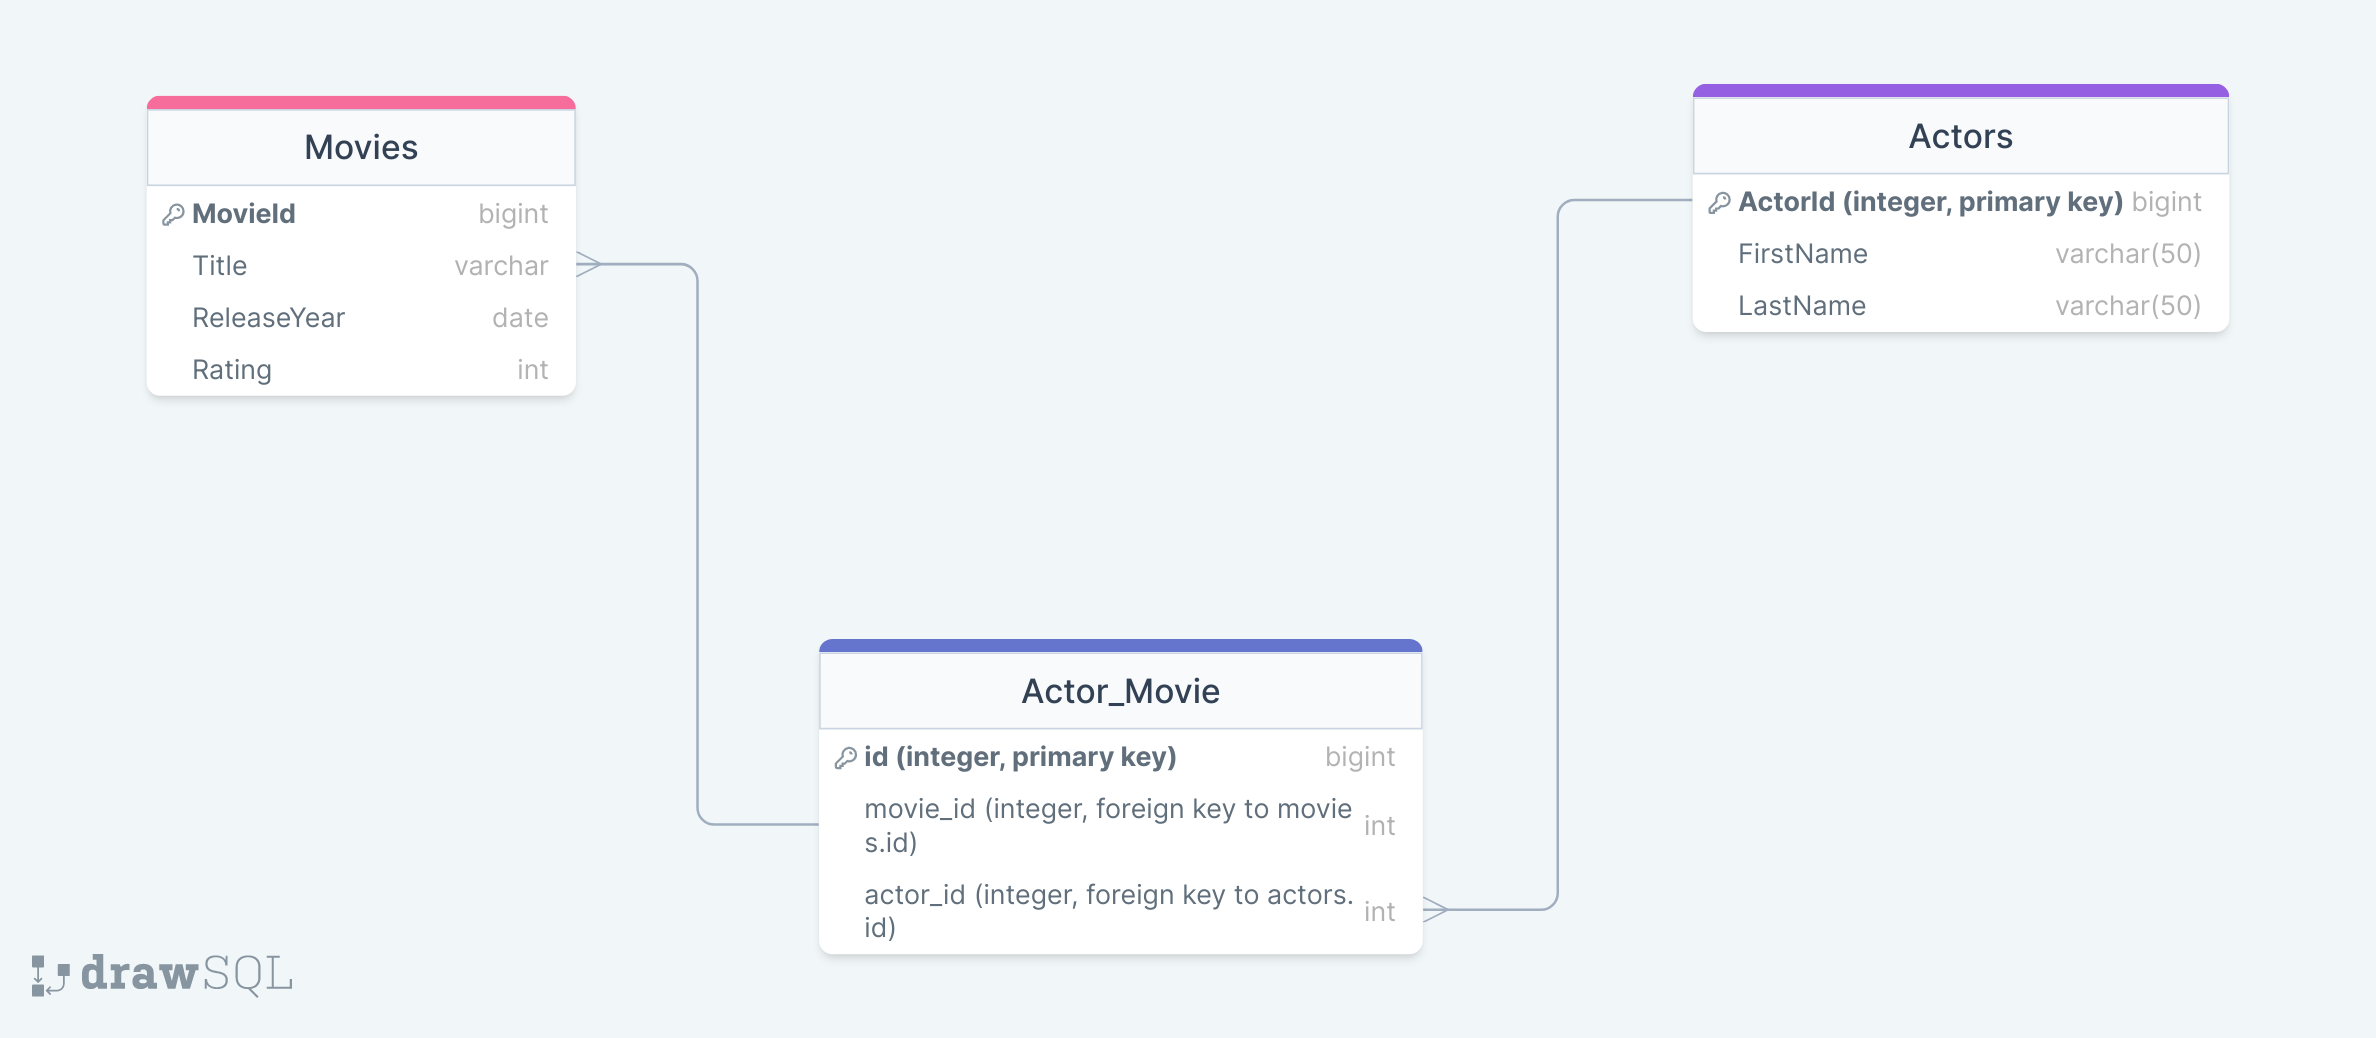 Movies
MovieId bigint
Title varchar
ReleaseYear date
Rating int
Actors
ActorId (integer, primary key) bigint
FirstName varchar(50)
LastName varchar(50)
Actor_Movie
id (integer, primary key) bigint
movie_id (integer, foreign key to movie
s.id) int
actor_id (integer, foreign key to actors.
id) int
drawSQL